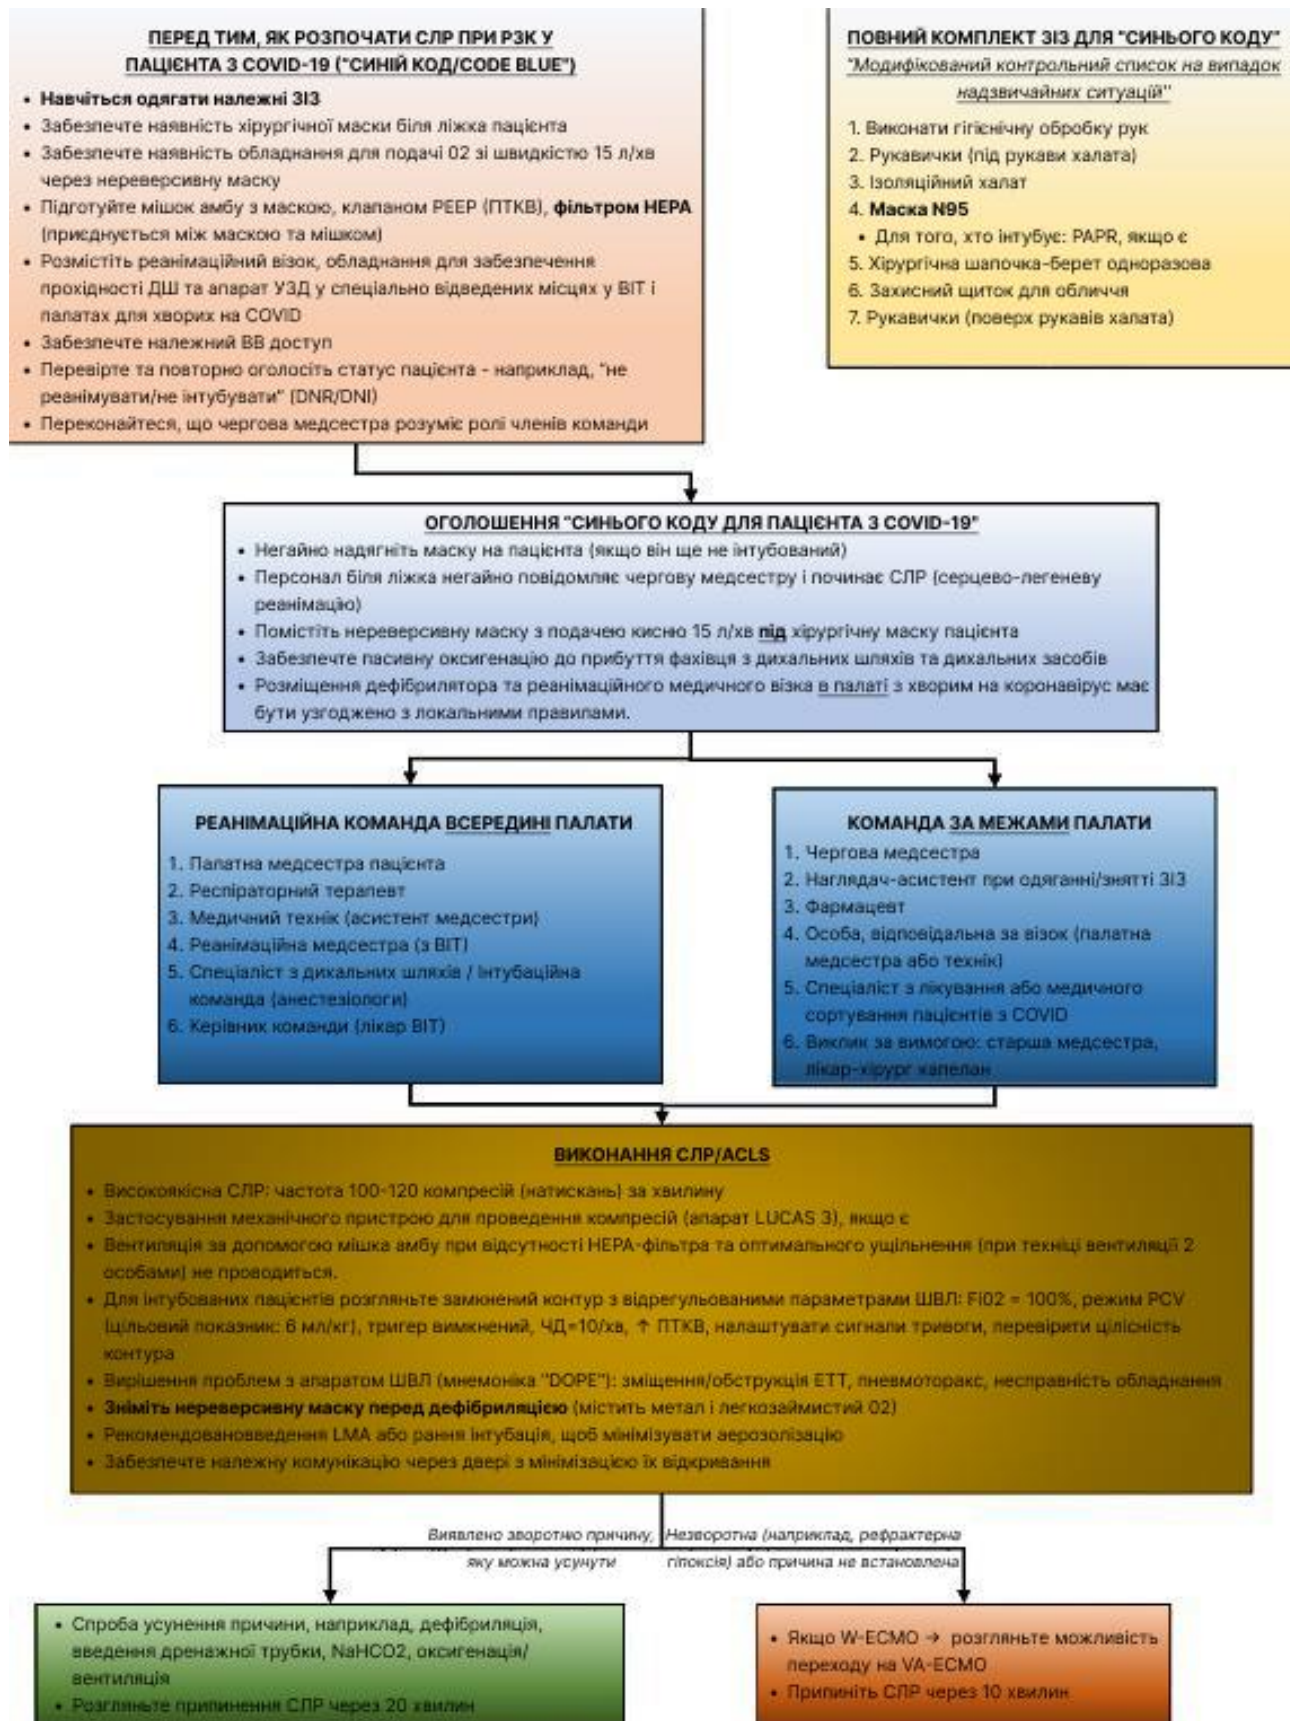 ПЕРЕД ТИМ, ЯК РОЗПОЧАТИ СЛР ПРИ РЗК У
ПАЦІЄНТА З COVID-19 ("СИНІЙ КОД/CODE BLUE")
• Навчіться одягати належні ЗІЗ
• Забезпечте наявність хірургічної маски біля ліжка пацієнта
• Забезпечте наявність обладнання для подачі 02 зі швидкістю 15 л/хв
через нереверсивну маску
• Підготуйте мішок амбу з маскою, клапаном PEEP (ПТКВ), фільтром HEPA
(приєднується між маскою та мішком)
• Розмістіть реанімаційний візок, обладнання для забезпечення
прохідності ДШ та апарат УЗД у спеціально відведених місцях у ВІТ і
палатах для хворих на COVID
• Забезпечте належний ВВ доступ
• Перевірте та повторно оголосіть статус пацієнта - наприклад, "не
реанімувати/не інтубувати" (DNR/DNI)
• Переконайтеся, що чергова медсестра розуміє ролі членів команди
ПОВНИЙ КОМПЛЕКТ ЗІЗ ДЛЯ "СИНЬОГО КОДУ"
"Модифікований контрольний список на випадок
надзвичайних ситуацій"
1. Виконати гігієнічну обробку рук
2. Рукавички (під рукави халата)
3. Ізоляційний халат
4. Маска N95
• Для того, хто інтубує: PAPR, якщо є
5. Хірургічна шапочка-берет одноразова
6. Захисний щиток для обличчя
7. Рукавички (поверх рукавів халата)
ОГОЛОШЕННЯ "СИНЬОГО КОДУ ДЛЯ ПАЦІЄНТА З COVID-19"
• Негайно надягніть маску на пацієнта (якщо він ще не інтубований)
• Персонал біля ліжка негайно повідомляє чергову медсестру і починає СЛР (серцево-легеневу
реанімацію)
• Помістіть нереверсивну маску з подачею кисню 15 л/хв під хірургічну маску пацієнта
• Забезпечте пасивну оксигенацію до прибуття фахівця з дихальних шляхів та дихальних засобів
• Розміщення дефібрилятора та реанімаційного медичного візка в палаті з хворим на коронавірус має
бути узгоджено з локальними правилами.
РЕАНІМАЦІЙНА КОМАНДА ВСЕРЕДИНІ ПАЛАТИ
1. Палатна медсестра пацієнта
2. Респіраторний терапевт
3. Медичний технік (асистент медсестри)
4. Реанімаційна медсестра (з ВІТ)
5. Спеціаліст з дихальних шляхів / інтубаційна
команда (анестезіологи)
6. Керівник команди (лікар ВІТ)
КОМАНДА ЗА МЕЖАМИ ПАЛАТИ
1. Чергова медсестра
2. Наглядач-асистент при одяганні/знятті ЗІЗ
3. Фармацевт
4. Особа, відповідальна за візок (палатна
медсестра або технік)
5. Спеціаліст з лікування або медичного
сортування пацієнтів з COVID
6. Виклик за вимогою: старша медсестра,
лікар-хірург капелан
ВИКОНАННЯ СЛР/ACLS
• Високоякісна СЛР: частота 100-120 компресій (натискань) за хвилину
• Застосування механічного пристрою для проведення компресій (апарат LUCAS 3), якщо є
• Вентиляція за допомогою мішка амбу при відсутності HEPA-фільтра та оптимального ущільнення (при техніці вентиляції 2
особами) не проводиться.
• Для інтубованих пацієнтів розгляньте замкнений контур з відрегульованими параметрами ШВЛ: Fi02 = 100%, режим PCV
(цільовий показник: 6 мл/кг), тригер вимкнений, ЧД=10/хв, ↑ ПТКВ, налаштувати сигнали тривоги, перевірити цілісність
контура
• Вирішення проблем з апаратом ШВЛ (мнемоніка "DOPE"): зміщення/обструкція ЕТТ, пневмоторакс, несправність обладнання
• Зніміть нереверсивну маску перед дефібриляцією (містить метал і легкозаймистий 02)
• Рекомендовановведення LMA або рання інтубація, щоб мінімізувати аерозолізацію
• Забезпечте належну комунікацію через двері з мінімізацією їх відкривання
Виявлено зворотню причину,
яку можна усунути
Незворотна (наприклад, рефрактерна
гіпоксія) або причина не встановлена
• Спроба усунення причини, наприклад, дефібриляція,
введення дренажної трубки, NaHCO2, оксигенація/
вентиляція
• Розгляньте припинення СЛР через 20 хвилин
• Якщо W-ECMO → розгляньте можливість
переходу на VA-ECMO
• Припиніть СЛР через 10 хвилин